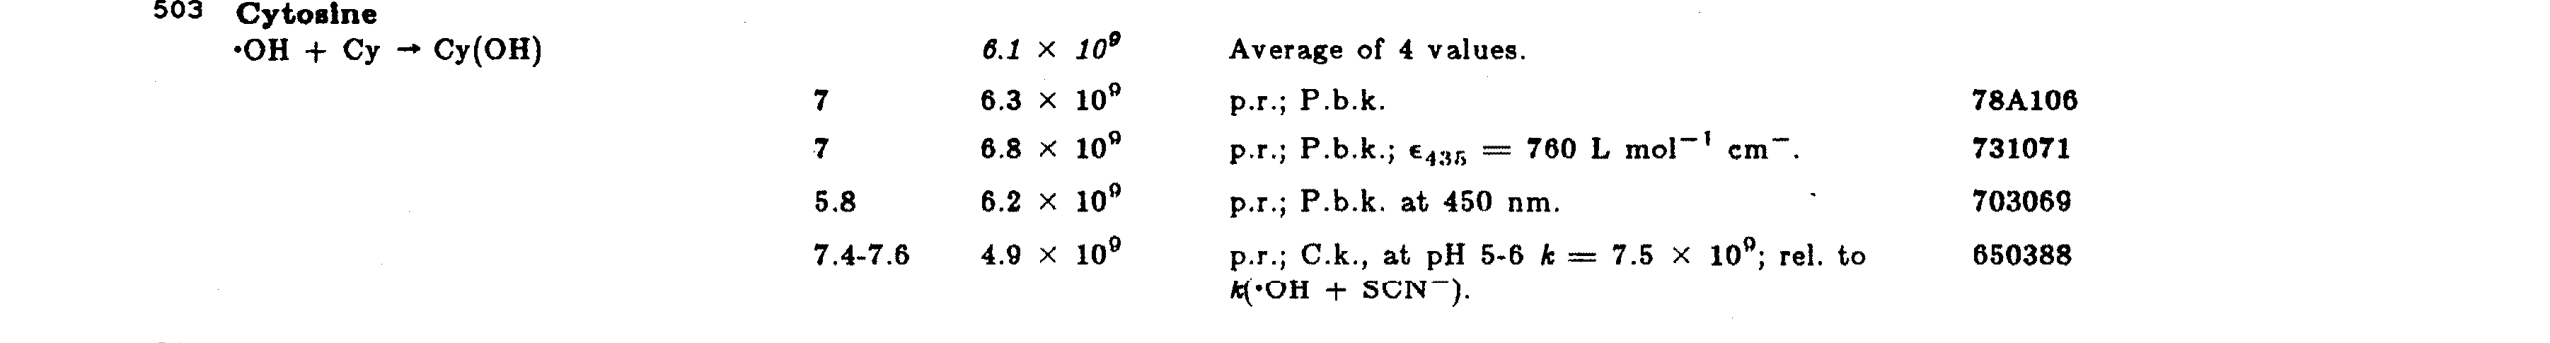 503 Cytosine
·OH + Cy → Cy(OH) 6.1 × 10⁹ Average of 4 values.
7 6.3 × 10⁹ p.r.; P.b.k. 78A106
7 6.8 × 10⁹ p.r.; P.b.k.; ϵ₄₃₅ = 760 L mol⁻¹ cm⁻. 731071
5.8 6.2 × 10⁹ p.r.; P.b.k. at 450 nm. 703069
7.4-7.6 4.9 × 10⁹ p.r.; C.k., at pH 5-6 k = 7.5 × 10⁹; rel. to 650388
k(·OH + SCN⁻).